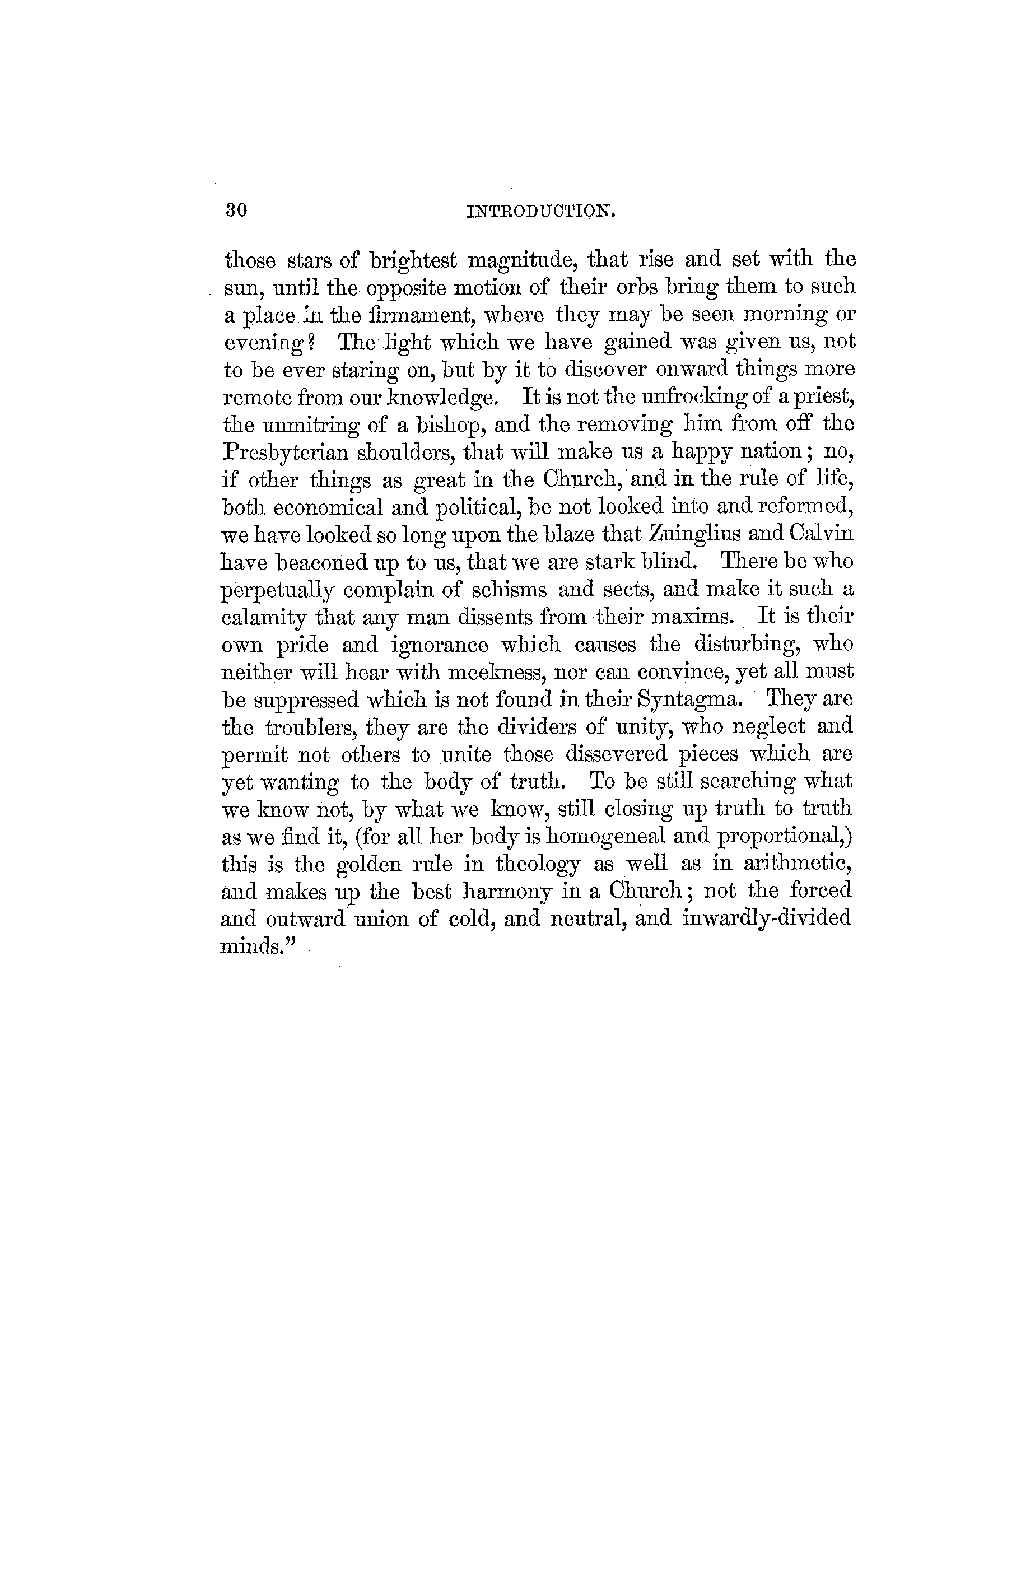 30 INTRODUCTION.
those stars of brightest magnitude, that rise and set with the
sun, until the opposite motion of their orbs bring them to such
a place in the firmament, where they may be seen morning or
evening? The light which we have gained was given us, not
to be ever staring on, but by it to discover onward things more
remote from our knowledge. It is not the unfrocking of a priest,
the unmitring of a bishop, and the removing him from off the
Presbyterian shoulders, that will make us a happy nation; no,
if other things as great in the Church, and in the rule of life,
both economical and political, be not looked into and reformed,
we have looked so long upon the blaze that Zuinglius and Calvin
have beaconed up to us, that we are stark blind. There be who
perpetually complain of schisms and sects, and make it such a
calamity that any man dissents from their maxims. It is their
own pride and ignorance which causes the disturbing, who
neither will hear with meekness, nor can convince, yet all must
be suppressed which is not found in their Syntagma. They are
the troublers, they are the dividers of unity, who neglect and
permit not others to unite those dissevered pieces which are
yet wanting to the body of truth. To be still searching what
we know not, by what we know, still closing up truth to truth
as we find it, (for all her body is homogeneal and proportional,)
this is the golden rule in theology as well as in arithmetic,
and makes up the best harmony in a Church; not the forced
and outward union of cold, and neutral, and inwardly-divided
minds.”